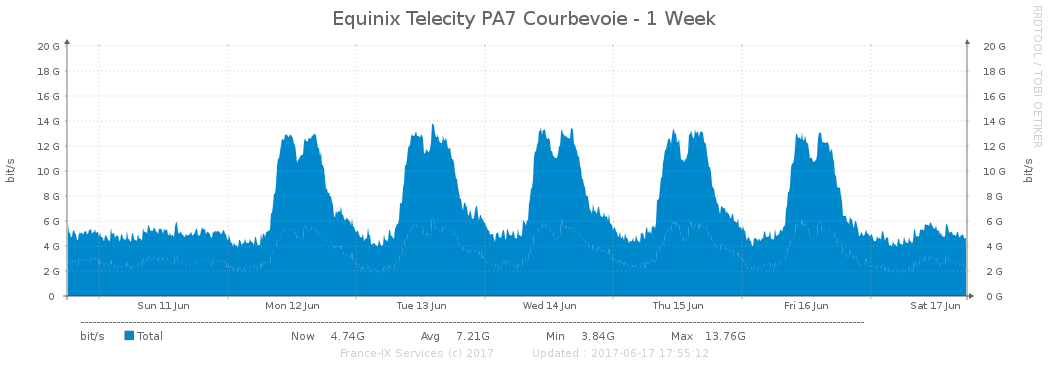 Equinix Telecity PA7 Courbevoie - 1 Week
RRDTOOL / TOBI OETIKER
bit/s
20 G 20 G
18 G 18 G
16 G 16 G
14 G 14 G
12 G 12 G
10 G 10 G
8 G 8 G
6 G 6 G
4 G 4 G
2 G 2 G
0 0 G
bit/s
Sun 11 Jun Mon 12 Jun Tue 13 Jun Wed 14 Jun Thu 15 Jun Fri 16 Jun Sat 17 Jun
bit/s Total Now 4.74G Avg 7.21G Min 3.84G Max 13.76G
France-IX Services (c) 2017 Updated : 2017-06-17 17:55:12